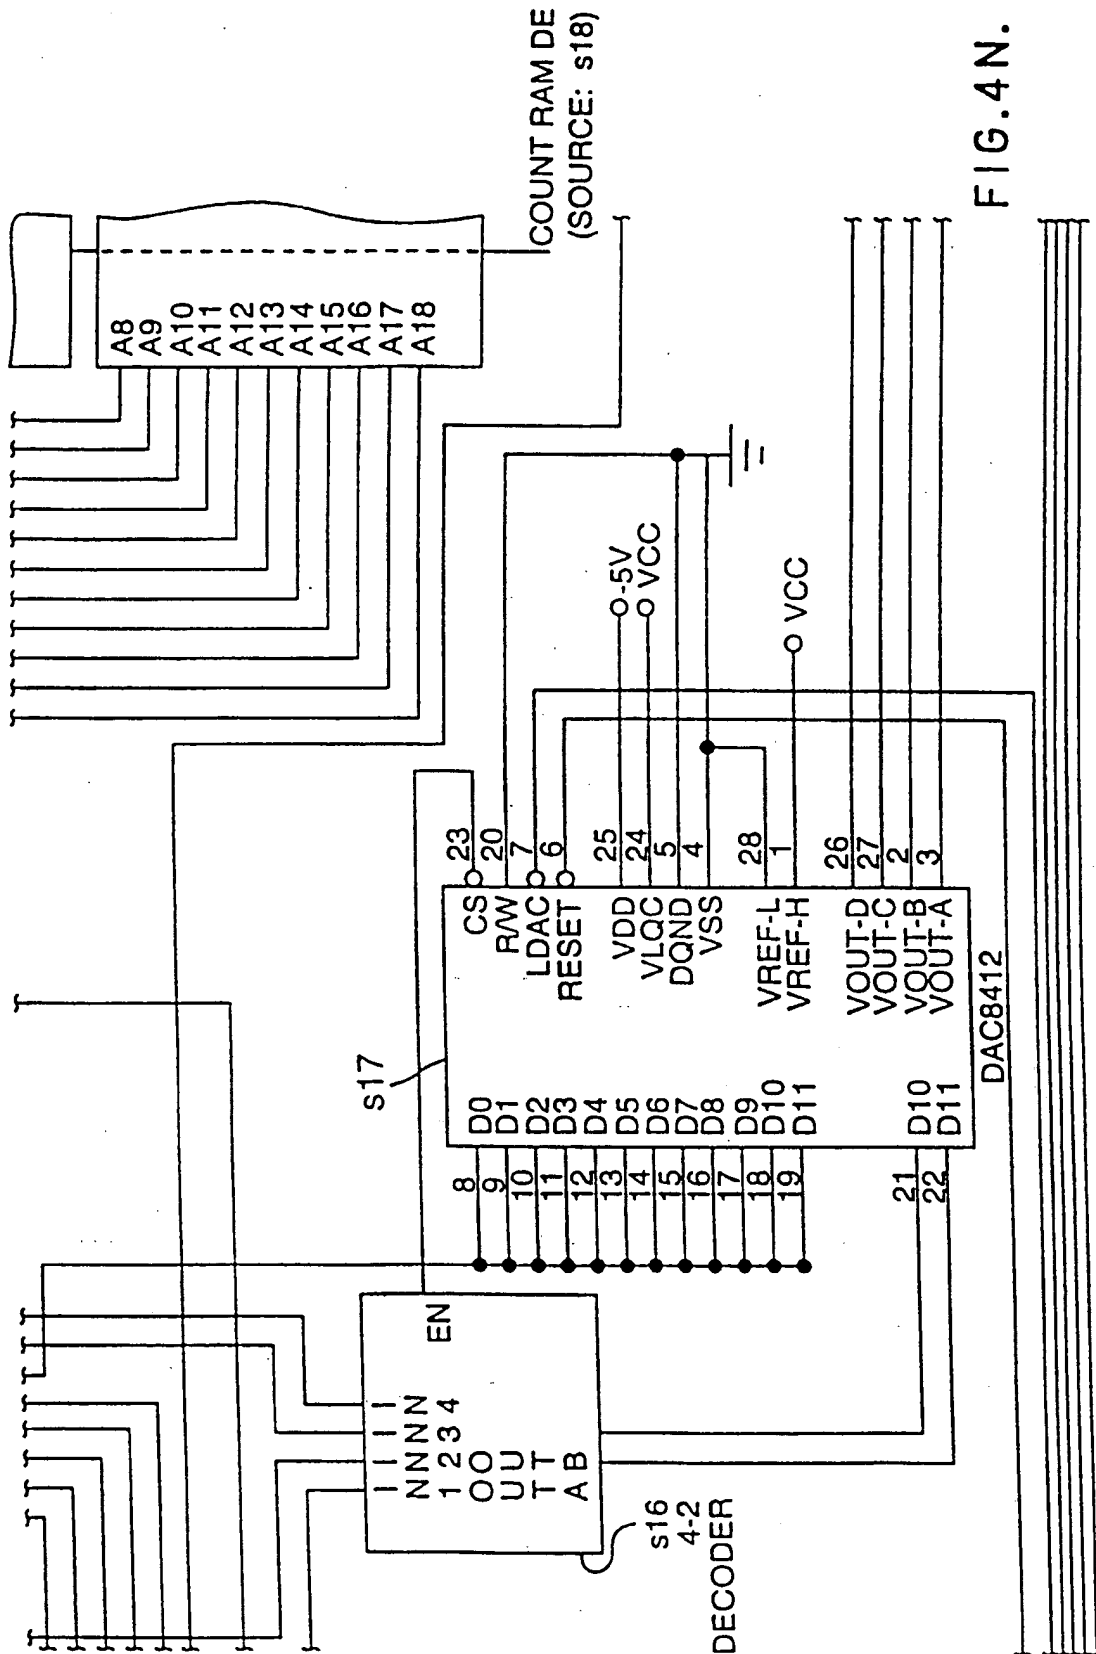 A8
A9
A10
A11
A12
A13
A14
A15
A16
A17
A18
COUNT RAM DE
(SOURCE: s18)
-5V
VCC
VCC
23
20
7
6
25
24
5
4
28
1
26
27
2
3
CS
R/W
LDAC
RESET
VDD
VLQC
DQND
VSS
VREF-L
VREF-H
VOUT-D
VOUT-C
VOUT-B
VOUT-A
s17
DAC8412
D0
D1
D2
D3
D4
D5
D6
D7
D8
D9
D10
D11
D10
D11
8
9
10
11
12
13
14
15
16
17
18
19
21
22
EN
IN1
IN2
IN3
IN4
OUT A
OUT B
s16
4-2
DECODER
FIG.4N.